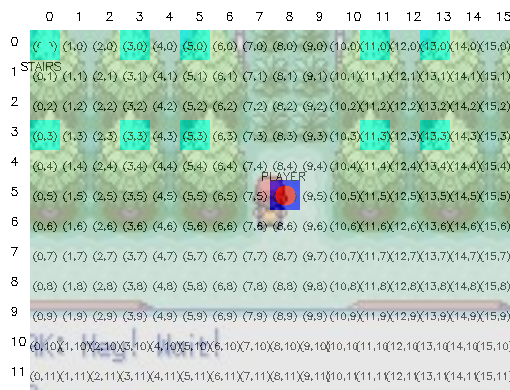 0 1 2 3 4 5 6 7 8 9 10 11 12 13 14 15
0 (1,0) (2,0) (3,0) (4,0) (5,0) (6,0) (7,0) (8,0) (9,0) (10,0) (11,0) (12,0) (13,0) (14,0) (15,0)
STAIRS
1 (0,1) (1,1) (2,1) (3,1) (4,1) (5,1) (6,1) (7,1) (8,1) (9,1) (10,1) (11,1) (12,1) (13,1) (14,1) (15,1)
2 (0,2) (1,2) (2,2) (3,2) (4,2) (5,2) (6,2) (7,2) (8,2) (9,2) (10,2) (11,2) (12,2) (13,2) (14,2) (15,2)
3 (0,3) (1,3) (2,3) (3,3) (4,3) (5,3) (6,3) (7,3) (8,3) (9,3) (10,3) (11,3) (12,3) (13,3) (14,3) (15,3)
4 (0,4) (1,4) (2,4) (3,4) (4,4) (5,4) (6,4) (7,4) (8,4) (9,4) (10,4) (11,4) (12,4) (13,4) (14,4) (15,4)
PLAYER
5 (0,5) (1,5) (2,5) (3,5) (4,5) (5,5) (6,5) (7,5) (9,5) (10,5) (11,5) (12,5) (13,5) (14,5) (15,5)
6 (0,6) (1,6) (2,6) (3,6) (4,6) (5,6) (6,6) (7,6) (8,6) (9,6) (10,6) (11,6) (12,6) (13,6) (14,6) (15,6)
7 (0,7) (1,7) (2,7) (3,7) (4,7) (5,7) (6,7) (7,7) (8,7) (9,7) (10,7) (11,7) (12,7) (13,7) (14,7) (15,7)
8 (0,8) (1,8) (2,8) (3,8) (4,8) (5,8) (6,8) (7,8) (8,8) (9,8) (10,8) (11,8) (12,8) (13,8) (14,8) (15,8)
9 (0,9) (1,9) (2,9) (3,9) (4,9) (5,9) (6,9) (7,9) (8,9) (9,9) (10,9) (11,9) (12,9) (13,9) (14,9) (15,9)
10 (0,10) (1,10) (2,10) (3,10) (4,10) (5,10) (6,10) (7,10) (8,10) (9,10) (10,10) (11,10) (12,10) (13,10) (14,10) (15,10)
Hey! Wait!
11 (0,11) (1,11) (2,11) (3,11) (4,11) (5,11) (6,11) (7,11) (8,11) (9,11) (10,11) (11,11) (12,11) (13,11) (14,11) (15,11)